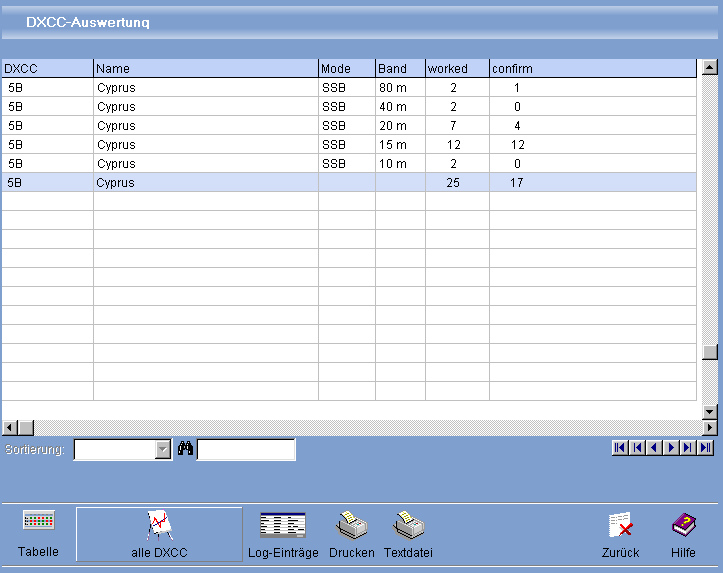 DXCC-Auswertung
DXCC Name Mode Band worked confirm
5B Cyprus SSB 80 m 2 1
5B Cyprus SSB 40 m 2 0
5B Cyprus SSB 20 m 7 4
5B Cyprus SSB 15 m 12 12
5B Cyprus SSB 10 m 2 0
5B Cyprus 25 17
Sortierung:
Tabelle alle DXCC Log-Einträge Drucken Textdatei Zurück Hilfe